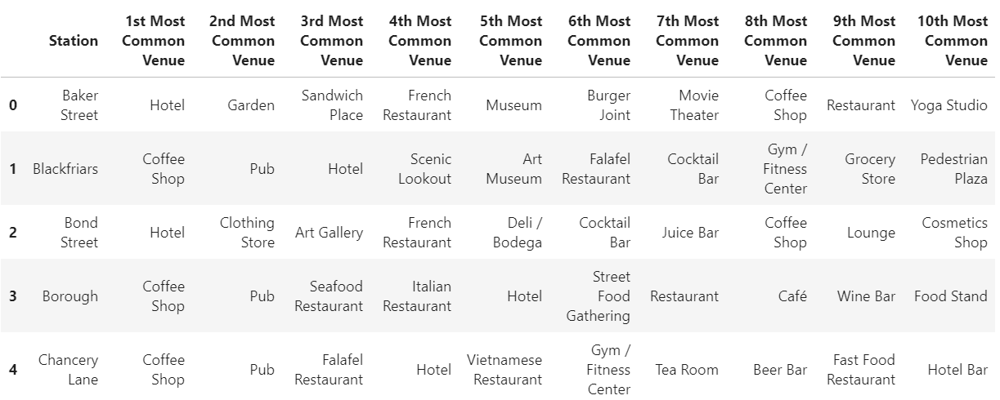 Station 1st Most Common Venue 2nd Most Common Venue 3rd Most Common Venue 4th Most Common Venue 5th Most Common Venue 6th Most Common Venue 7th Most Common Venue 8th Most Common Venue 9th Most Common Venue 10th Most Common Venue
0 Baker Street Hotel Garden Sandwich Place French Restaurant Museum Burger Joint Movie Theater Coffee Shop Restaurant Yoga Studio
1 Blackfriars Coffee Shop Pub Hotel Scenic Lookout Art Museum Falafel Restaurant Cocktail Bar Gym / Fitness Center Grocery Store Pedestrian Plaza
2 Bond Street Hotel Clothing Store Art Gallery French Restaurant Deli / Bodega Cocktail Bar Juice Bar Coffee Shop Lounge Cosmetics Shop
3 Borough Coffee Shop Pub Seafood Restaurant Italian Restaurant Hotel Street Food Gathering Restaurant Café Wine Bar Food Stand
4 Chancery Lane Coffee Shop Pub Falafel Restaurant Hotel Vietnamese Restaurant Gym / Fitness Center Tea Room Beer Bar Fast Food Restaurant Hotel Bar